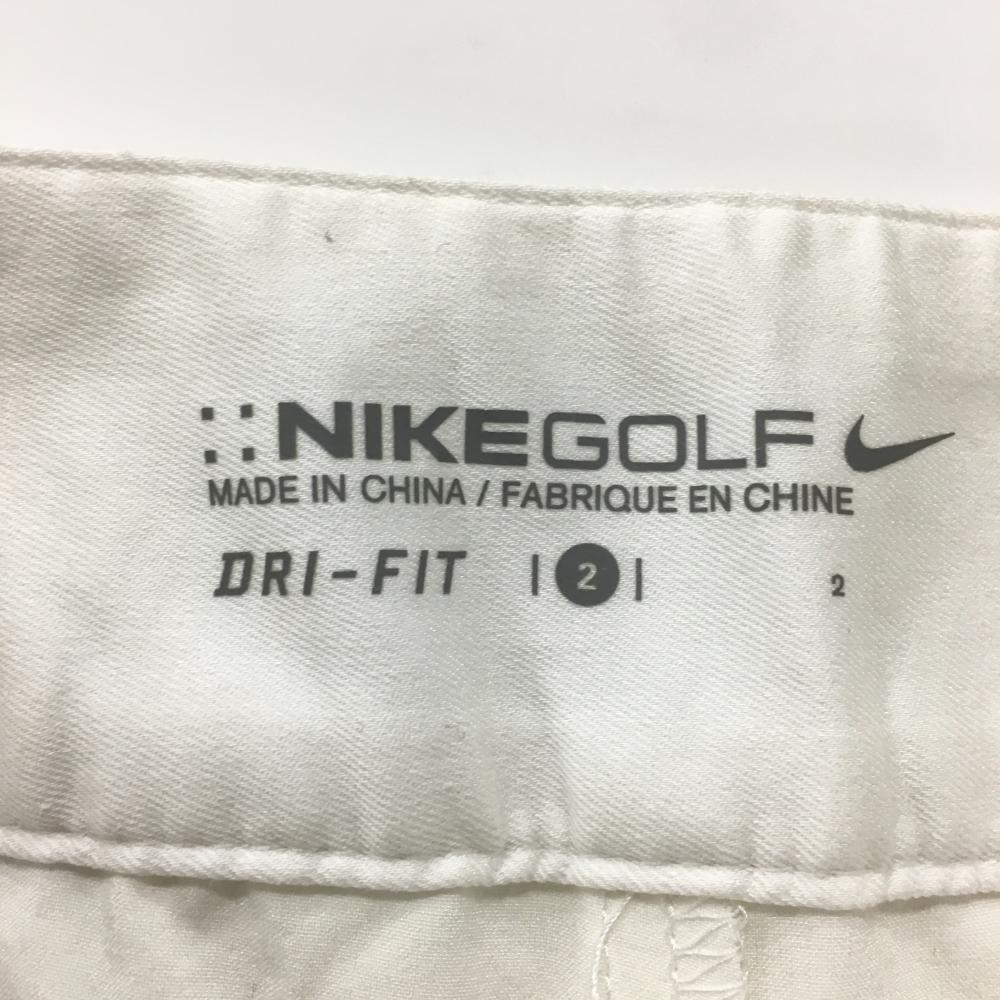 NIKEGOLF
MADE IN CHINA / FABRIQUE EN CHINE
DRI-FIT | 2 | 2